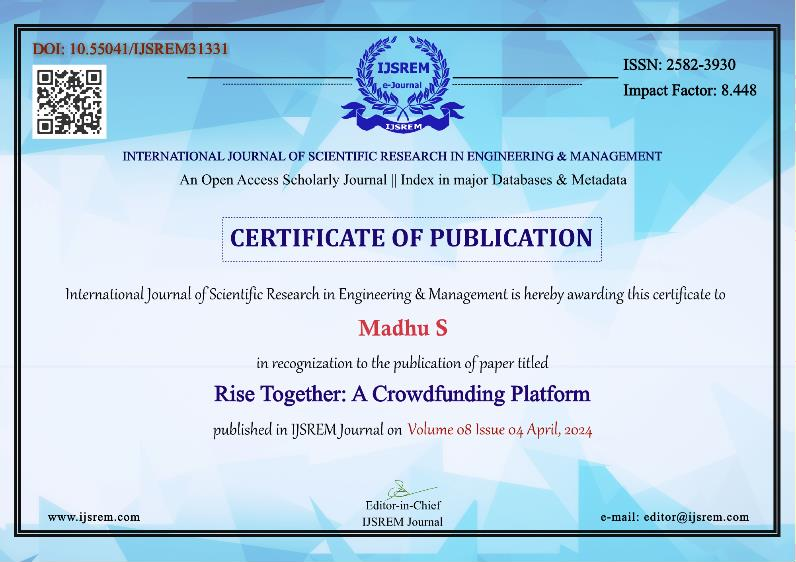 DOI: 10.55041/IJSREM31331
IJSREM
e-Journal
IJSREM
ISSN: 2582-3930
Impact Factor: 8.448
INTERNATIONAL JOURNAL OF SCIENTIFIC RESEARCH IN ENGINEERING & MANAGEMENT
An Open Access Scholarly Journal || Index in major Databases & Metadata
CERTIFICATE OF PUBLICATION
International Journal of Scientific Research in Engineering & Management is hereby awarding this certificate to
Madhu S
in recognization to the publication of paper titled
Rise Together: A Crowdfunding Platform
published in IJSREM Journal on Volume 08 Issue 04 April, 2024
Editor-in-Chief
IJSREM Journal
www.ijsrem.com
e-mail: editor@ijsrem.com